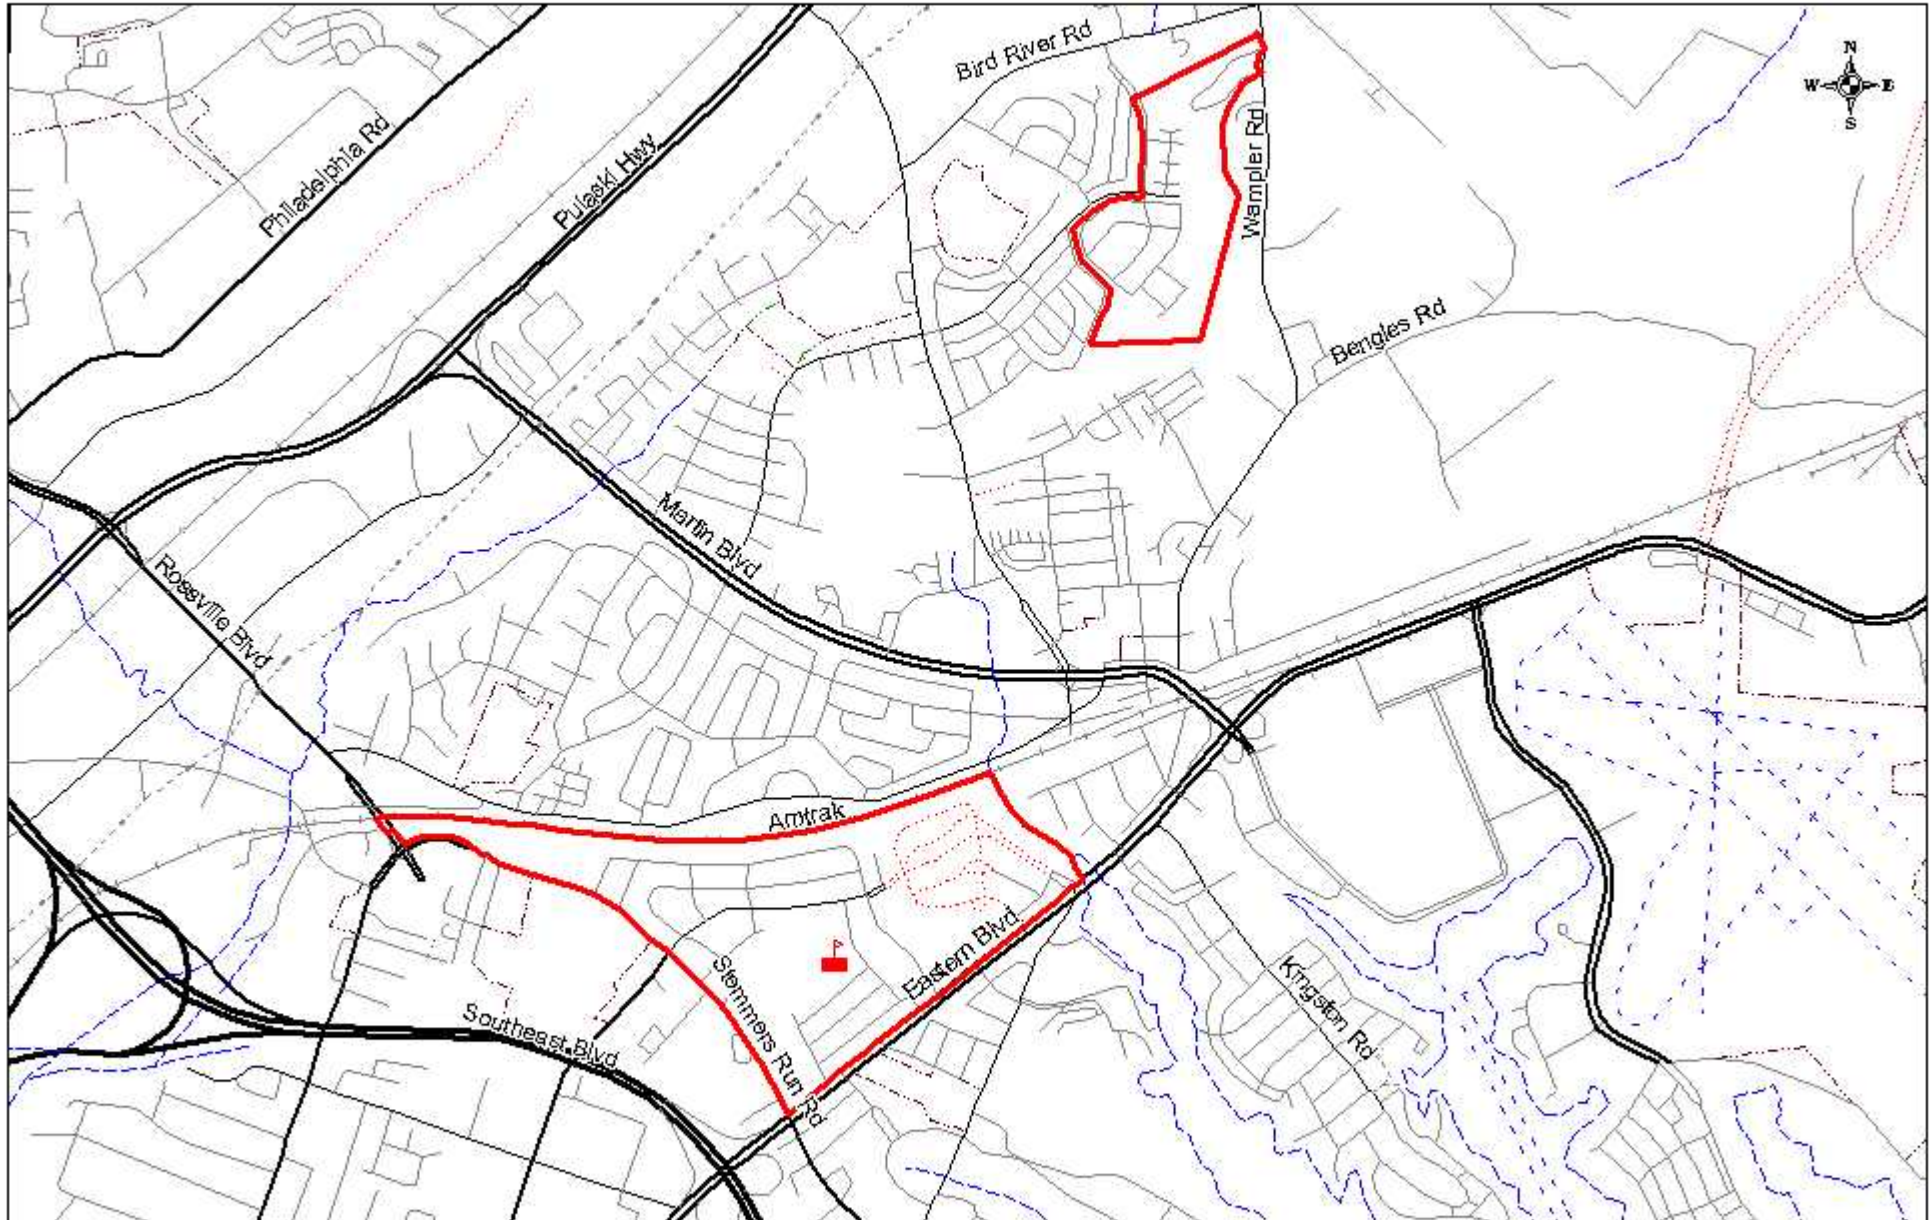 Bird River Rd
N
W E
S
Philadelphia Rd
Pulaski Hwy
Wampler Rd
Bengles Rd
Martin Blvd
Rossville Blvd
Amtrak
Eastern Blvd
Stemmers Run Rd
Kingston Rd
Southeast Blvd